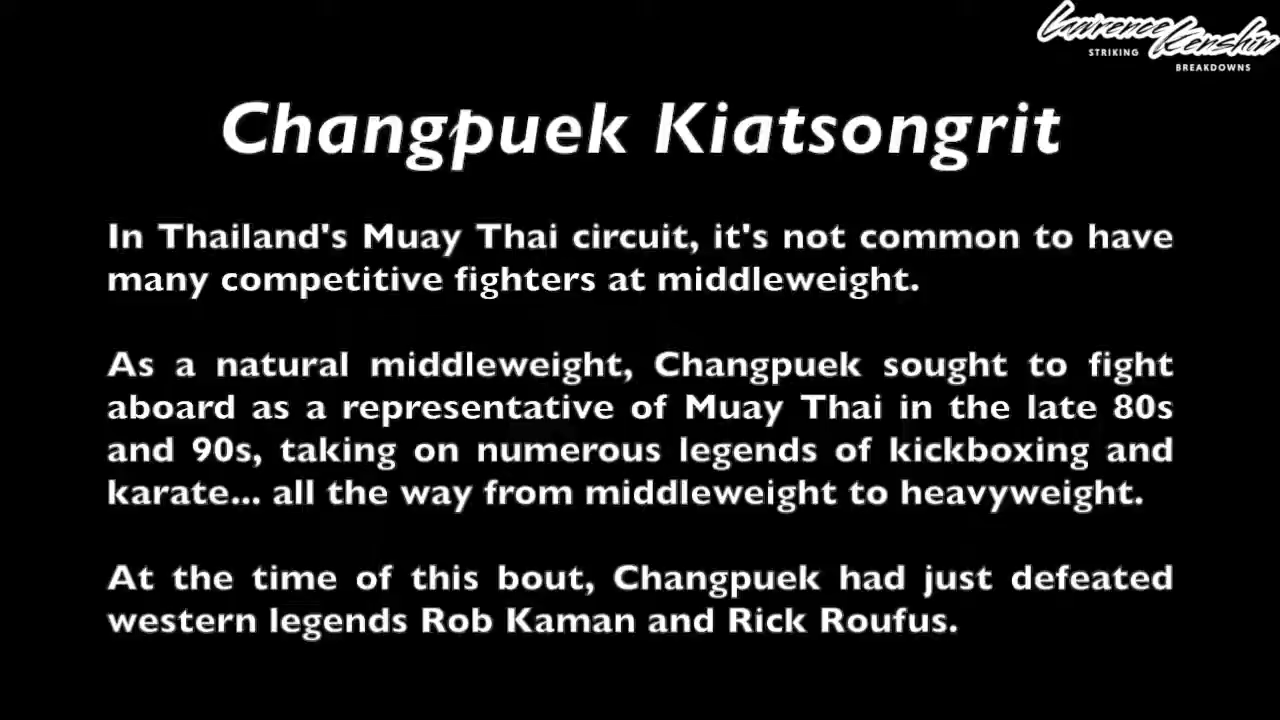 Lawrence Kenshin
STRIKING
BREAKDOWNS
Changpuek Kiatsongrit
In Thailand's Muay Thai circuit, it's not common to have
many competitive fighters at middleweight.
As a natural middleweight, Changpuek sought to fight
aboard as a representative of Muay Thai in the late 80s
and 90s, taking on numerous legends of kickboxing and
karate... all the way from middleweight to heavyweight.
At the time of this bout, Changpuek had just defeated
western legends Rob Kaman and Rick Roufus.